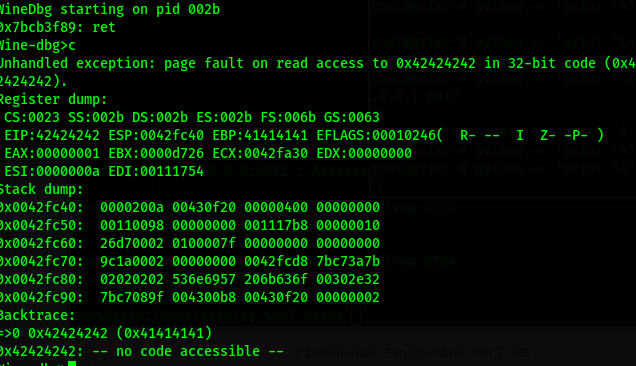 WineDbg starting on pid 002b
0x7bcb3f89: ret
Wine-dbg>c
Unhandled exception: page fault on read access to 0x42424242 in 32-bit code (0x4
2424242).
Register dump:
 CS:0023 SS:002b DS:002b ES:002b FS:006b GS:0063
 EIP:42424242 ESP:0042fc40 EBP:41414141 EFLAGS:00010246(  R- --  I  Z- -P- )
 EAX:00000001 EBX:0000d726 ECX:0042fa30 EDX:00000000
 ESI:0000000a EDI:00111754
Stack dump:
0x0042fc40:  0000200a 00430f20 00000400 00000000
0x0042fc50:  00110098 00000000 001117b8 00000010
0x0042fc60:  26d70002 0100007f 00000000 00000000
0x0042fc70:  9c1a0002 00000000 0042fcd8 7bc73a7b
0x0042fc80:  02020202 536e6957 206b636f 00302e32
0x0042fc90:  7bc7089f 004300b8 00430f20 00000002
Backtrace:
=>0 0x42424242 (0x41414141)
0x42424242: -- no code accessible --